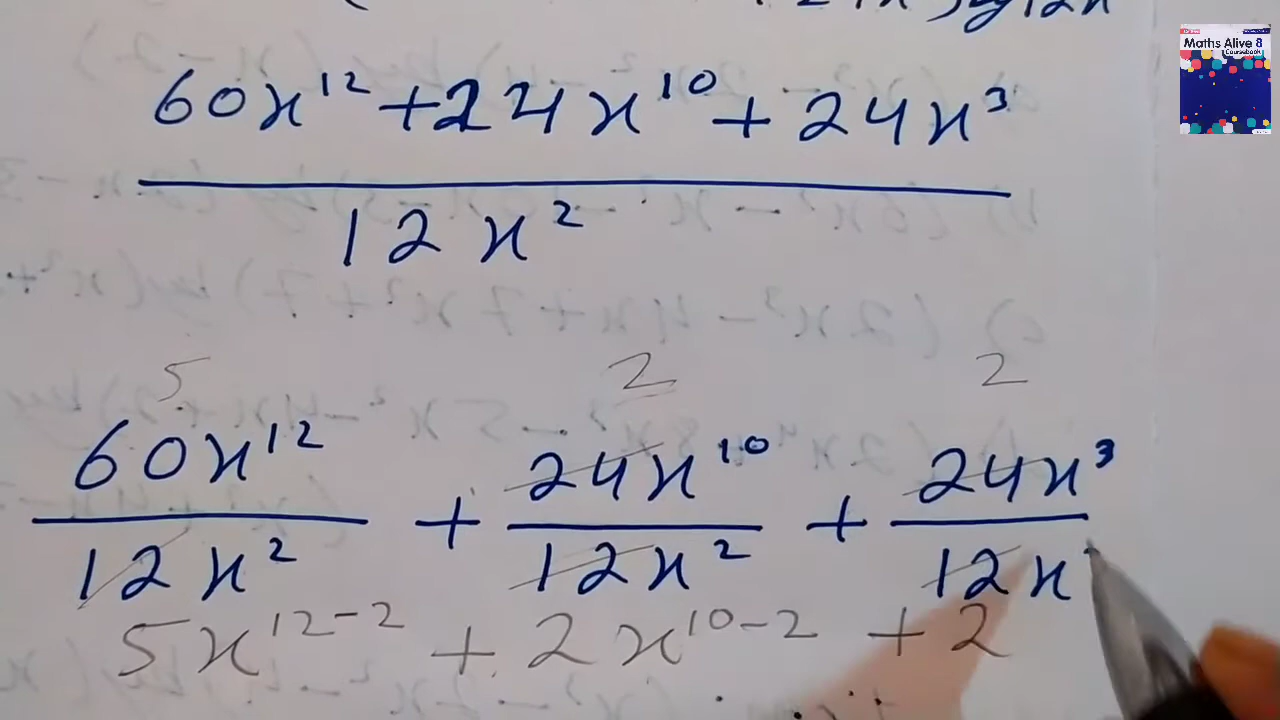 Maths Alive 8
Coursebook
60x¹² + 24x¹⁰ + 24x³
12x²
5 2 2
60x¹² + 24x¹⁰ + 24x³
12x² 12x² 12x
5x¹²⁻² + 2x¹⁰⁻² + 2